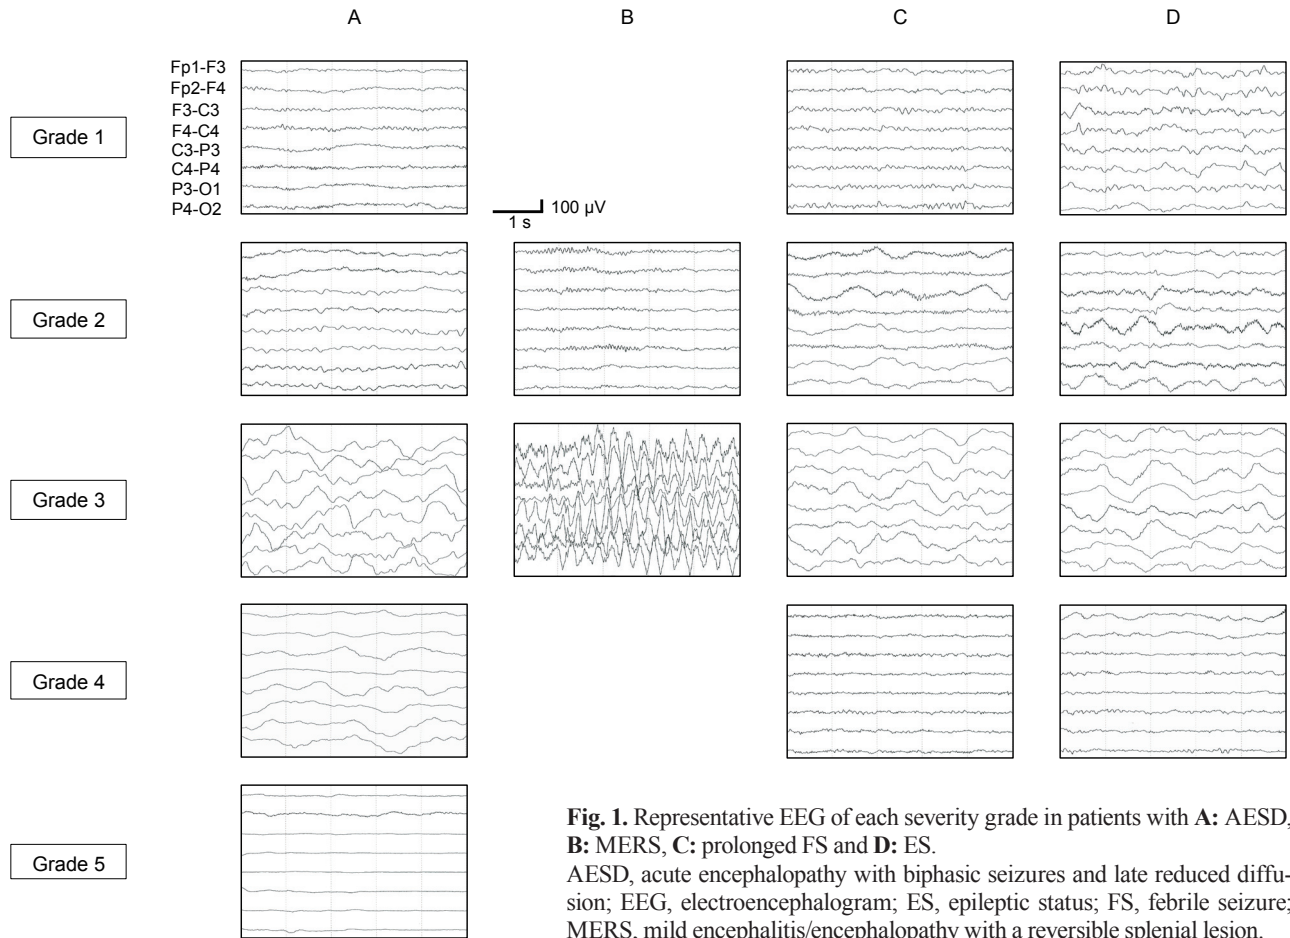 A B C D
Fp1-F3
Fp2-F4
F3-C3
Grade 1
F4-C4
C3-P3
C4-P4
P3-O1
P4-O2
100 μV
1 s
Grade 2
Grade 3
Grade 4
Grade 5
Fig. 1. Representative EEG of each severity grade in patients with A: AESD,
B: MERS, C: prolonged FS and D: ES.
AESD, acute encephalopathy with biphasic seizures and late reduced diffu-
sion; EEG, electroencephalogram; ES, epileptic status; FS, febrile seizure;
MERS, mild encephalitis/encephalopathy with a reversible splenial lesion.